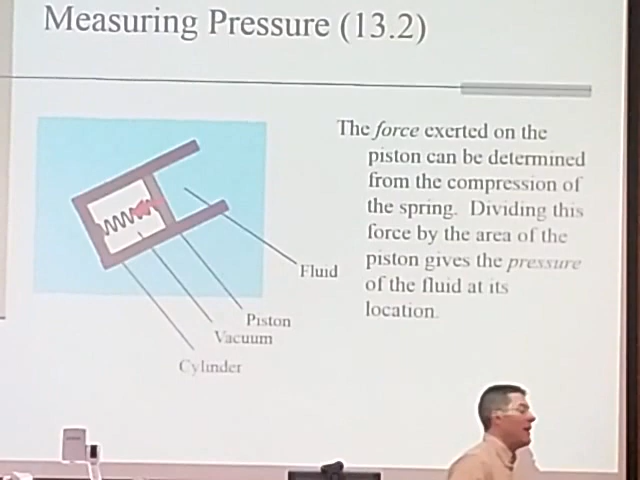 Measuring Pressure (13.2)
The force exerted on the
piston can be determined
from the compression of
the spring. Dividing this
force by the area of the
piston gives the pressure
of the fluid at its
location.
Fluid
Piston
Vacuum
Cylinder